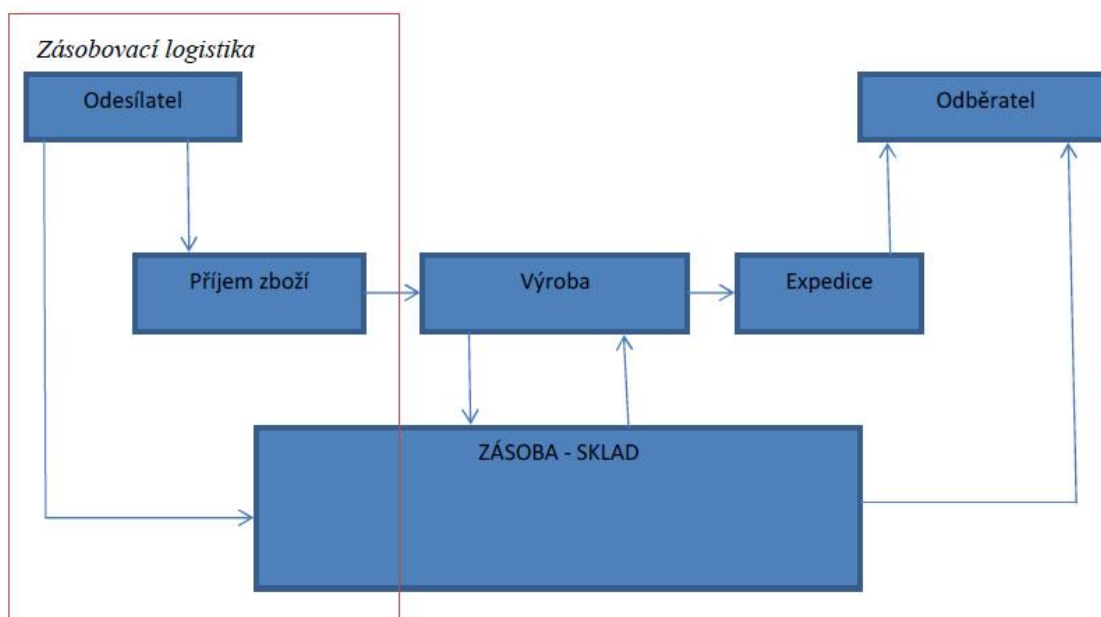 Zásobovací logistika
Odesílatel
Odběratel
Příjem zboží
Výroba
Expedice
ZÁSOBA - SKLAD